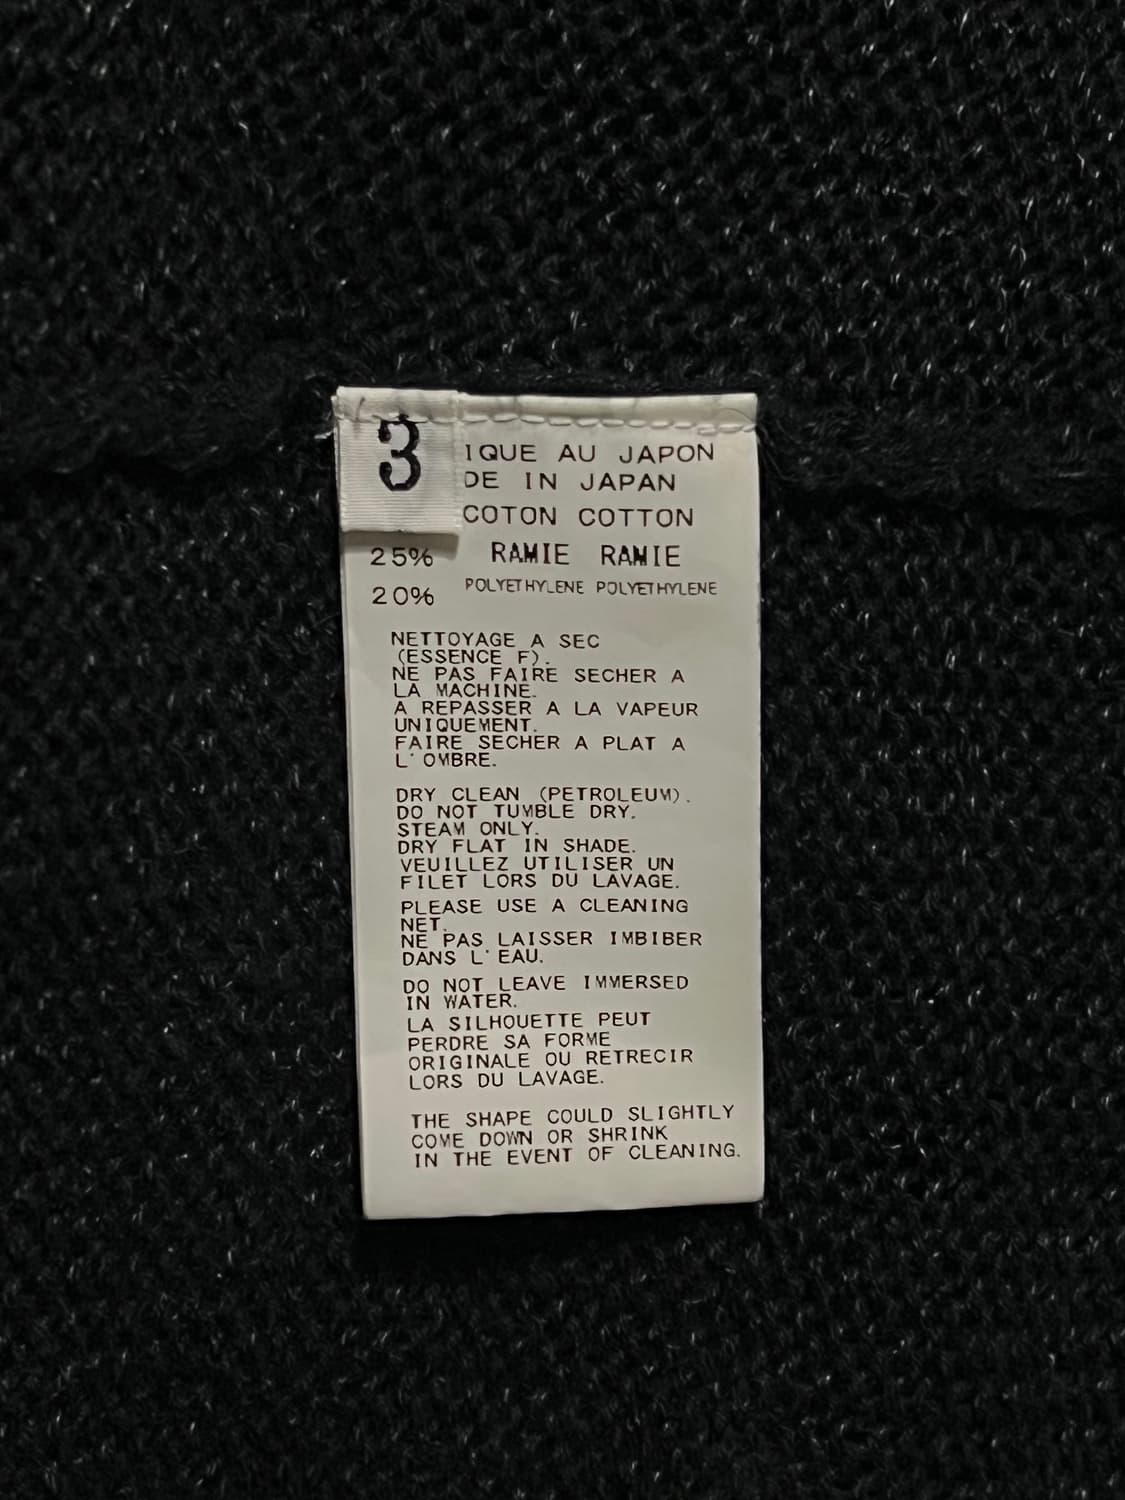 3
IQUE AU JAPON
DE IN JAPAN
COTON COTTON
25% RAMIE RAMIE
20% POLYETHYLENE POLYETHYLENE
NETTOYAGE A SEC
(ESSENCE F).
NE PAS FAIRE SECHER A
LA MACHINE.
A REPASSER A LA VAPEUR
UNIQUEMENT.
FAIRE SECHER A PLAT A
L'OMBRE.
DRY CLEAN (PETROLEUM).
DO NOT TUMBLE DRY.
STEAM ONLY.
DRY FLAT IN SHADE.
VEUILLEZ UTILISER UN
FILET LORS DU LAVAGE.
PLEASE USE A CLEANING
NET.
NE PAS LAISSER IMBIBER
DANS L'EAU.
DO NOT LEAVE IMMERSED
IN WATER.
LA SILHOUETTE PEUT
PERDRE SA FORME
ORIGINALE OU RETRECIR
LORS DU LAVAGE.
THE SHAPE COULD SLIGHTLY
COME DOWN OR SHRINK
IN THE EVENT OF CLEANING.